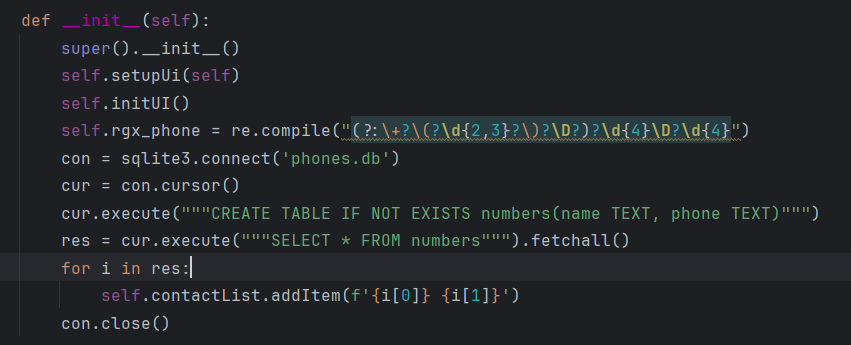 def __init__(self):
    super().__init__()
    self.setupUi(self)
    self.initUI()
    self.rgx_phone = re.compile("(?:\+?\(?\d{2,3}?\)?\D?)?\d{4}\D?\d{4}")
    con = sqlite3.connect('phones.db')
    cur = con.cursor()
    cur.execute("""CREATE TABLE IF NOT EXISTS numbers(name TEXT, phone TEXT)""")
    res = cur.execute("""SELECT * FROM numbers""").fetchall()
    for i in res:
        self.contactList.addItem(f'{i[0]} {i[1]}')
    con.close()